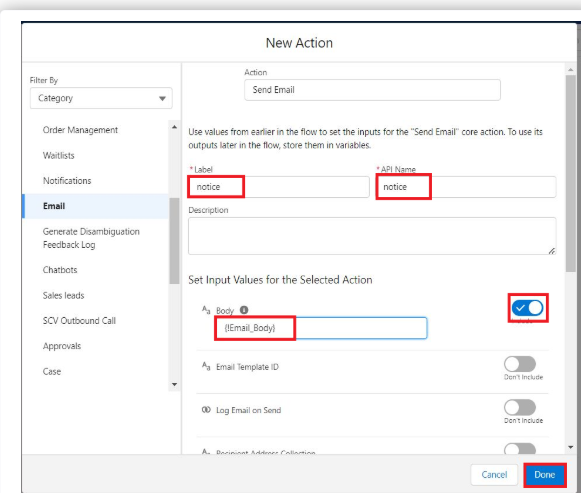 New Action
Filter By
Category
Order Management
Waitlists
Notifications
Email
Generate Disambiguation
Feedback Log
Chatbots
Sales leads
SCV Outbound Call
Approvals
Case
Action
Send Email
Use values from earlier in the flow to set the inputs for the "Send Email" core action. To use its
outputs later in the flow, store them in variables.
*Label
*API Name
notice
notice
Description
Set Input Values for the Selected Action
Aa Body
{!Email_Body}
Aa Email Template ID
Don't Include
Log Email on Send
Don't Include
Aa Recipient Address Collection
Cancel
Done